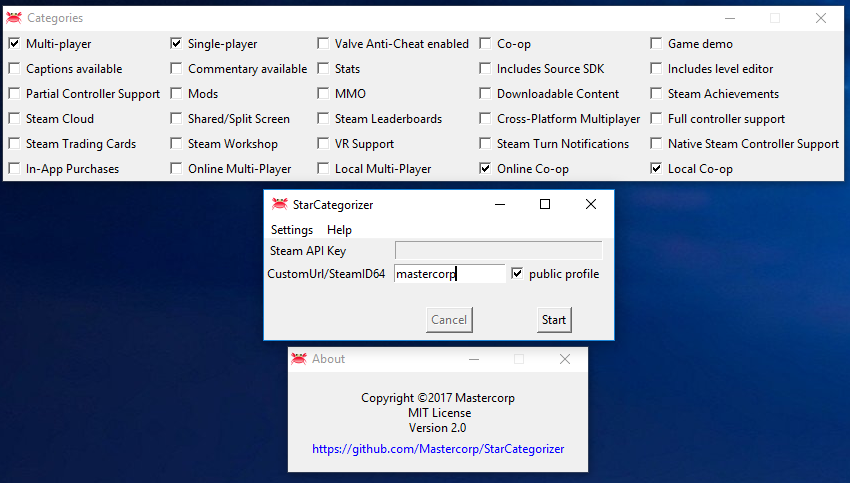 Categories
Multi-player Single-player Valve Anti-Cheat enabled Co-op Game demo
Captions available Commentary available Stats Includes Source SDK Includes level editor
Partial Controller Support Mods MMO Downloadable Content Steam Achievements
Steam Cloud Shared/Split Screen Steam Leaderboards Cross-Platform Multiplayer Full controller support
Steam Trading Cards Steam Workshop VR Support Steam Turn Notifications Native Steam Controller Support
In-App Purchases Online Multi-Player Local Multi-Player Online Co-op Local Co-op
StarCategorizer
Settings Help
Steam API Key
CustomUrl/SteamID64 mastercorp public profile
Cancel Start
About
Copyright ©2017 Mastercorp
MIT License
Version 2.0
https://github.com/Mastercorp/StarCategorizer